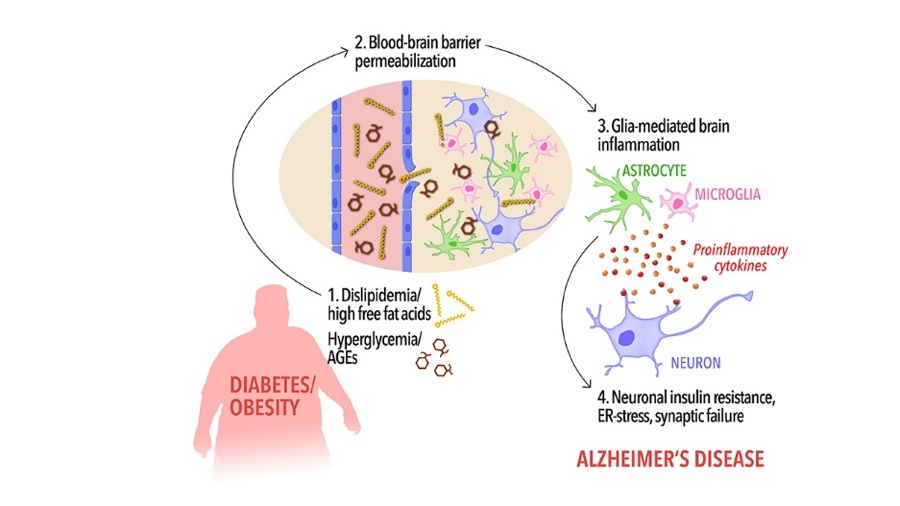 2. Blood-brain barrier
permeabilization
3. Glia-mediated brain
inflammation
ASTROCYTE
MICROGLIA
Proinflammatory
cytokines
1. Dislipidemia/
high free fat acids
Hyperglycemia/
AGEs
NEURON
DIABETES/
OBESITY
4. Neuronal insulin resistance,
ER-stress, synaptic failure
ALZHEIMER'S DISEASE